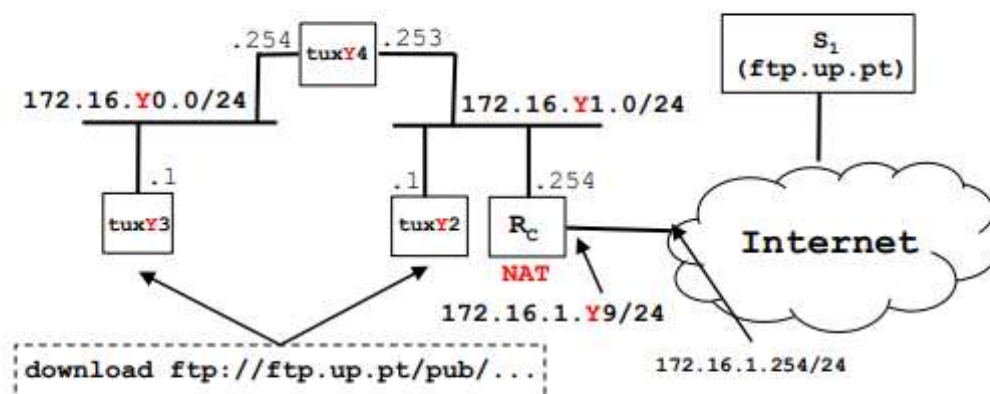 .254
tuxY4
.253
S1
(ftp.up.pt)
172.16.Y0.0/24
172.16.Y1.0/24
.1
.1
.254
tuxY3
tuxY2
RC
Internet
NAT
172.16.1.Y9/24
172.16.1.254/24
download ftp://ftp.up.pt/pub/...